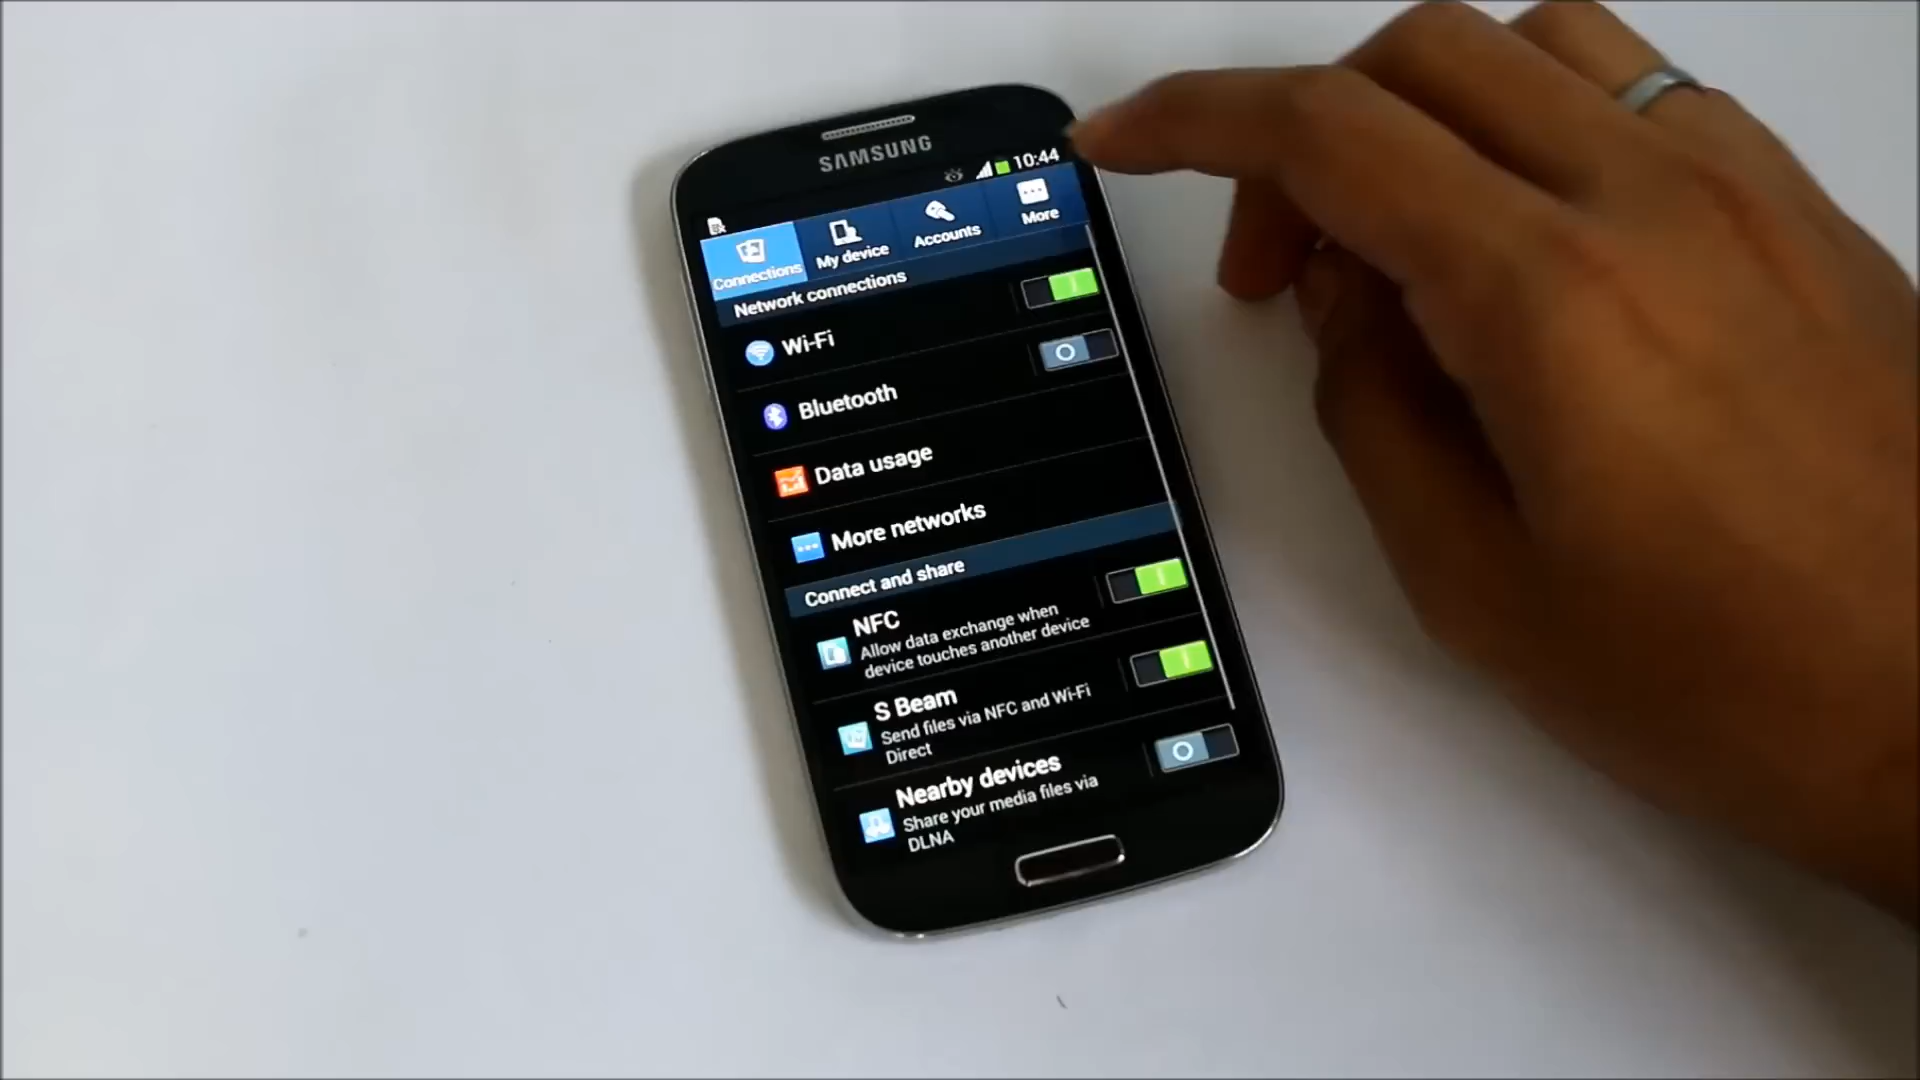 SAMSUNG
10:44
Connections
My device
Accounts
More
Network connections
Wi-Fi
Bluetooth
Data usage
More networks
Connect and share
NFC
Allow data exchange when
device touches another device
S Beam
Send files via NFC and Wi-Fi
Direct
Nearby devices
Share your media files via
DLNA